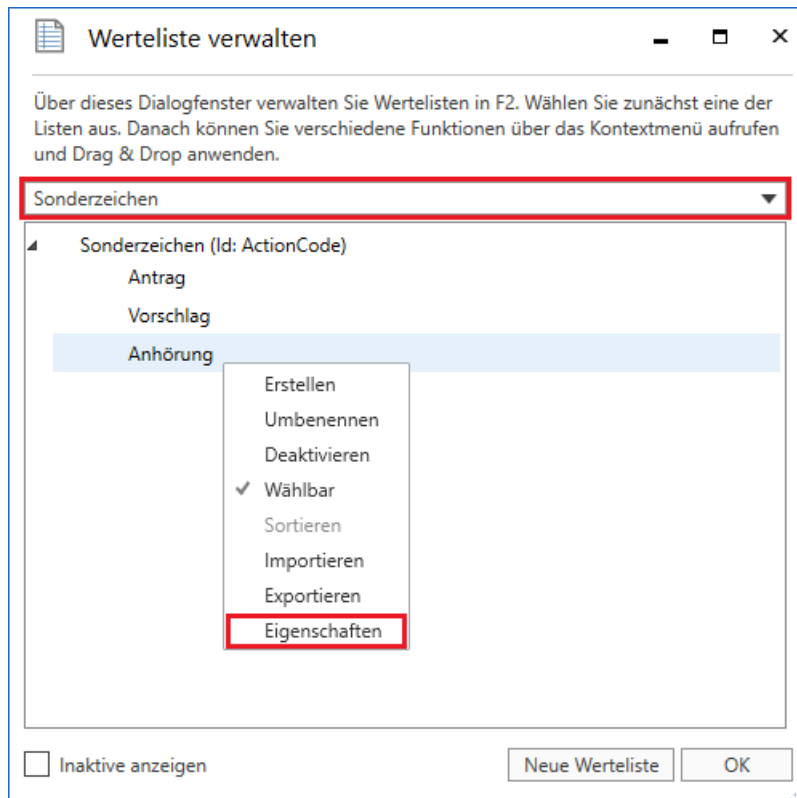 Werteliste verwalten
Über dieses Dialogfenster verwalten Sie Wertelisten in F2. Wählen Sie zunächst eine der
Listen aus. Danach können Sie verschiedene Funktionen über das Kontextmenü aufrufen
und Drag & Drop anwenden.
Sonderzeichen
Sonderzeichen (Id: ActionCode)
Antrag
Vorschlag
Anhörung
Erstellen
Umbenennen
Deaktivieren
Wählbar
Sortieren
Importieren
Exportieren
Eigenschaften
Inaktive anzeigen
Neue Werteliste
OK